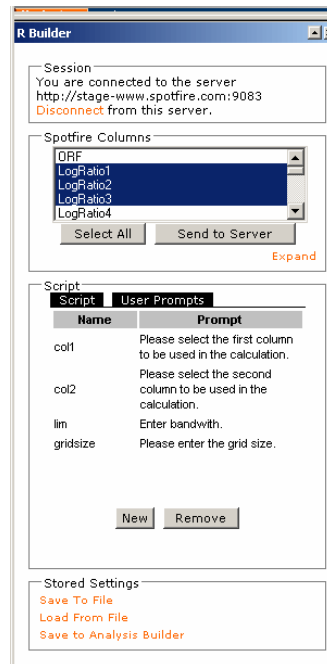 R Builder
Session
You are connected to the server
http://stage-www.spotfire.com:9083
Disconnect from this server.
Spotfire Columns
ORF
LogRatio1
LogRatio2
LogRatio3
LogRatio4
Select All Send to Server
Expand
Script
Script User Prompts
Name Prompt
col1 Please select the first column
to be used in the calculation.
col2 Please select the second
column to be used in the
calculation.
lim Enter bandwith.
gridsize Please enter the grid size.
New Remove
Stored Settings
Save To File
Load From File
Save to Analysis Builder